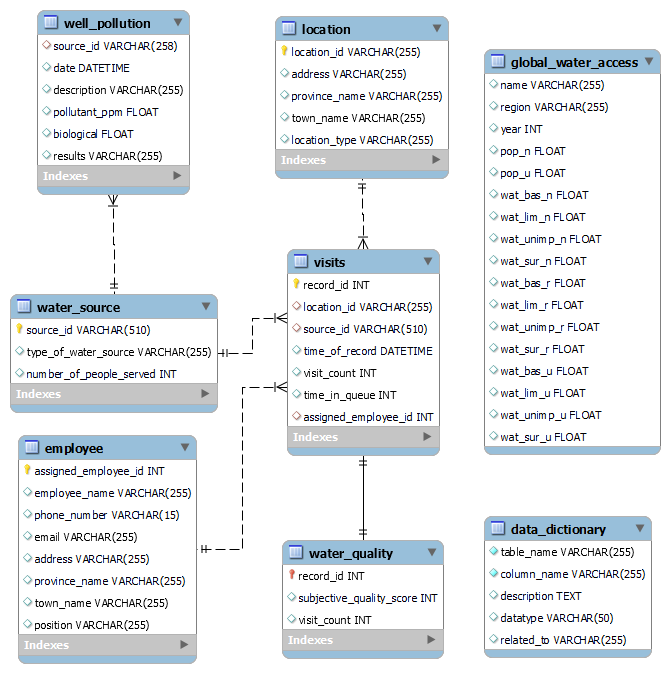 well_pollution
source_id VARCHAR(258)
date DATETIME
description VARCHAR(255)
pollutant_ppm FLOAT
biological FLOAT
results VARCHAR(255)
Indexes
location
location_id VARCHAR(255)
address VARCHAR(255)
province_name VARCHAR(255)
town_name VARCHAR(255)
location_type VARCHAR(255)
Indexes
global_water_access
name VARCHAR(255)
region VARCHAR(255)
year INT
pop_n FLOAT
pop_u FLOAT
wat_bas_n FLOAT
wat_lim_n FLOAT
wat_unimp_n FLOAT
wat_sur_n FLOAT
wat_bas_r FLOAT
wat_lim_r FLOAT
wat_unimp_r FLOAT
wat_sur_r FLOAT
wat_bas_u FLOAT
wat_lim_u FLOAT
wat_unimp_u FLOAT
wat_sur_u FLOAT
water_source
source_id VARCHAR(510)
type_of_water_source VARCHAR(255)
number_of_people_served INT
Indexes
visits
record_id INT
location_id VARCHAR(255)
source_id VARCHAR(510)
time_of_record DATETIME
visit_count INT
time_in_queue INT
assigned_employee_id INT
Indexes
employee
assigned_employee_id INT
employee_name VARCHAR(255)
phone_number VARCHAR(15)
email VARCHAR(255)
address VARCHAR(255)
province_name VARCHAR(255)
town_name VARCHAR(255)
position VARCHAR(255)
Indexes
water_quality
record_id INT
subjective_quality_score INT
visit_count INT
Indexes
data_dictionary
table_name VARCHAR(255)
column_name VARCHAR(255)
description TEXT
datatype VARCHAR(50)
related_to VARCHAR(255)